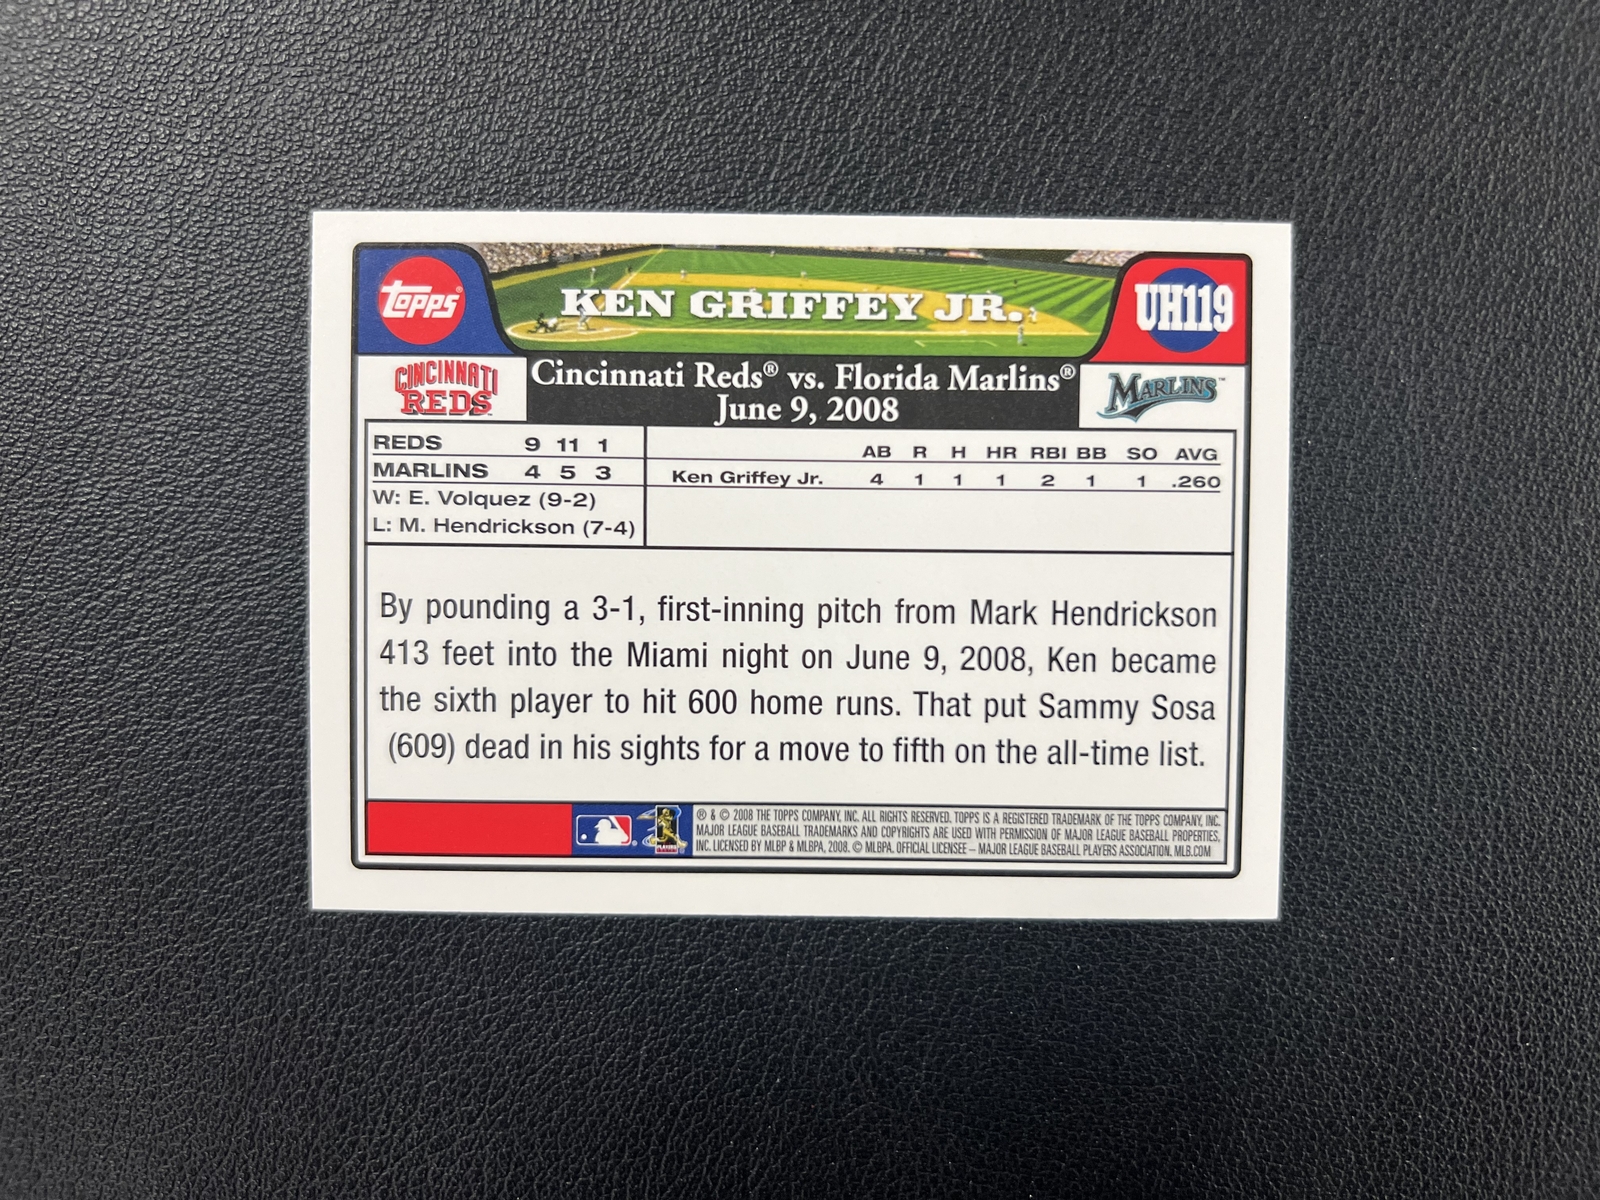 topps®
KEN GRIFFEY JR.
UH119
CINCINNATI
REDS
Cincinnati Reds® vs. Florida Marlins®
June 9, 2008
MARLINS™
REDS 9 11 1
MARLINS 4 5 3
W: E. Volquez (9-2)
L: M. Hendrickson (7-4)
AB R H HR RBI BB SO AVG
Ken Griffey Jr. 4 1 1 1 2 1 1 .260
By pounding a 3-1, first-inning pitch from Mark Hendrickson
413 feet into the Miami night on June 9, 2008, Ken became
the sixth player to hit 600 home runs. That put Sammy Sosa
(609) dead in his sights for a move to fifth on the all-time list.
® & © 2008 THE TOPPS COMPANY, INC. ALL RIGHTS RESERVED. TOPPS IS A REGISTERED TRADEMARK OF THE TOPPS COMPANY, INC.
MAJOR LEAGUE BASEBALL TRADEMARKS AND COPYRIGHTS ARE USED WITH PERMISSION OF MAJOR LEAGUE BASEBALL PROPERTIES,
INC. LICENSED BY MLBP & MLBPA, 2008. © MLBPA. OFFICIAL LICENSEE – MAJOR LEAGUE BASEBALL PLAYERS ASSOCIATION. MLB.COM